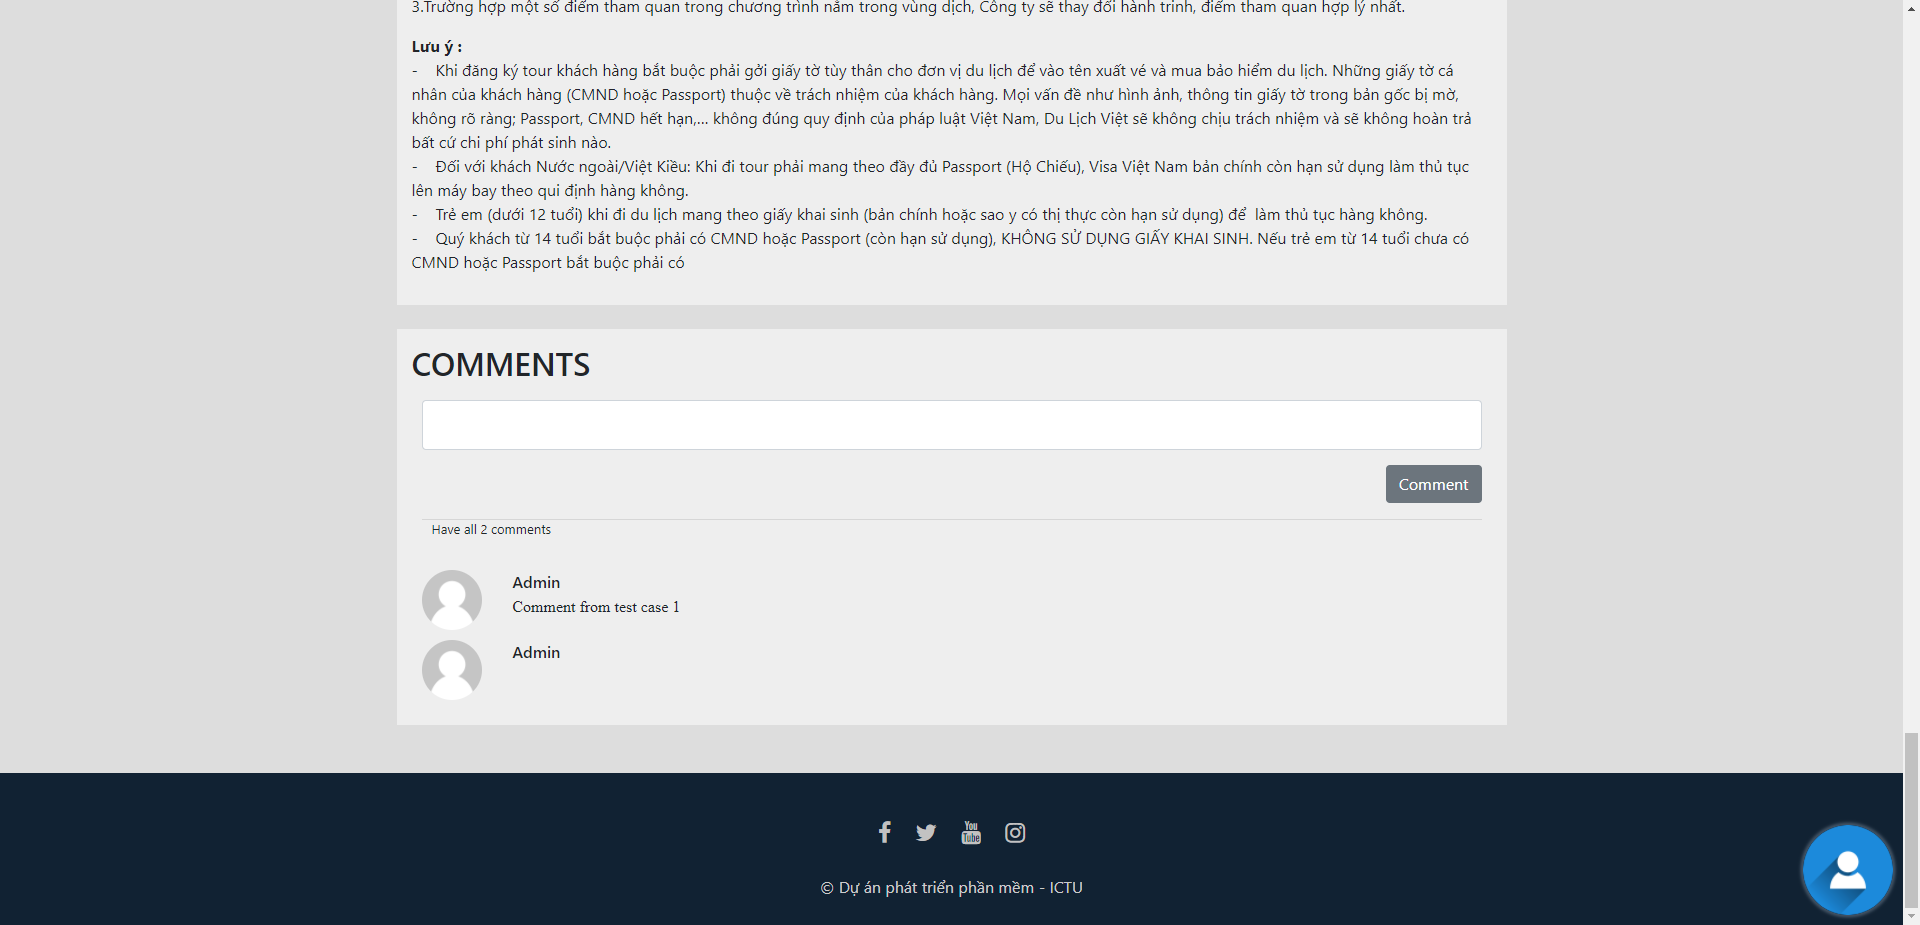 3.Trường hợp một số điểm tham quan trong chương trình nằm trong vùng dịch, Công ty sẽ thay đổi hành trình, điểm tham quan hợp lý nhất.
Lưu ý :
- Khi đăng ký tour khách hàng bắt buộc phải gởi giấy tờ tùy thân cho đơn vị du lịch để vào tên xuất vé và mua bảo hiểm du lịch. Những giấy tờ cá
nhân của khách hàng (CMND hoặc Passport) thuộc về trách nhiệm của khách hàng. Mọi vấn đề như hình ảnh, thông tin giấy tờ trong bản gốc bị mờ,
không rõ ràng; Passport, CMND hết hạn,... không đúng quy định của pháp luật Việt Nam, Du Lịch Việt sẽ không chịu trách nhiệm và sẽ không hoàn trả
bất cứ chi phí phát sinh nào.
- Đối với khách Nước ngoài/Việt Kiều: Khi đi tour phải mang theo đầy đủ Passport (Hộ Chiếu), Visa Việt Nam bản chính còn hạn sử dụng làm thủ tục
lên máy bay theo qui định hàng không.
- Trẻ em (dưới 12 tuổi) khi đi du lịch mang theo giấy khai sinh (bản chính hoặc sao y có thị thực còn hạn sử dụng) để làm thủ tục hàng không.
- Quý khách từ 14 tuổi bắt buộc phải có CMND hoặc Passport (còn hạn sử dụng), KHÔNG SỬ DỤNG GIẤY KHAI SINH. Nếu trẻ em từ 14 tuổi chưa có
CMND hoặc Passport bắt buộc phải có
COMMENTS
Comment
Have all 2 comments
Admin
Comment from test case 1
Admin
You Tube
© Dự án phát triển phần mềm - ICTU